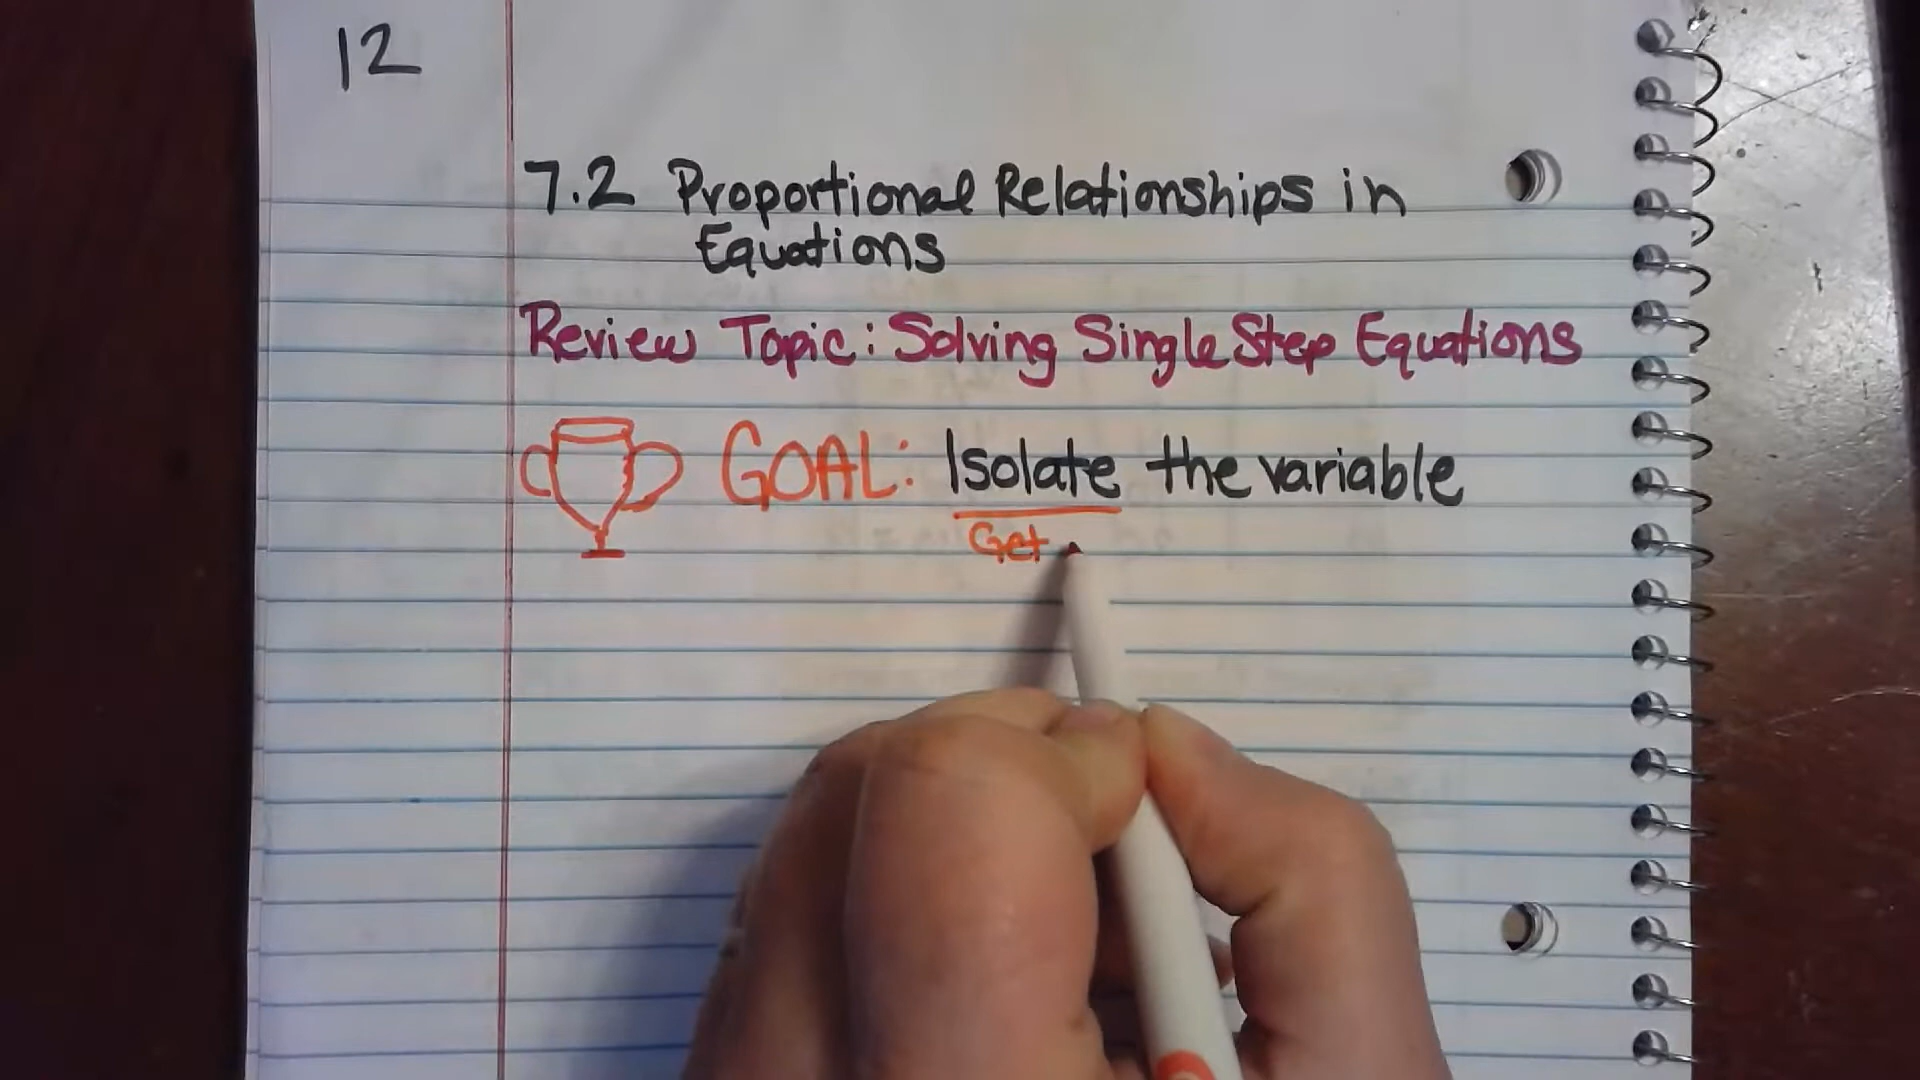 12
7.2 Proportional Relationships in
Equations
Review Topic: Solving Single Step Equations
GOAL: Isolate the variable
Get